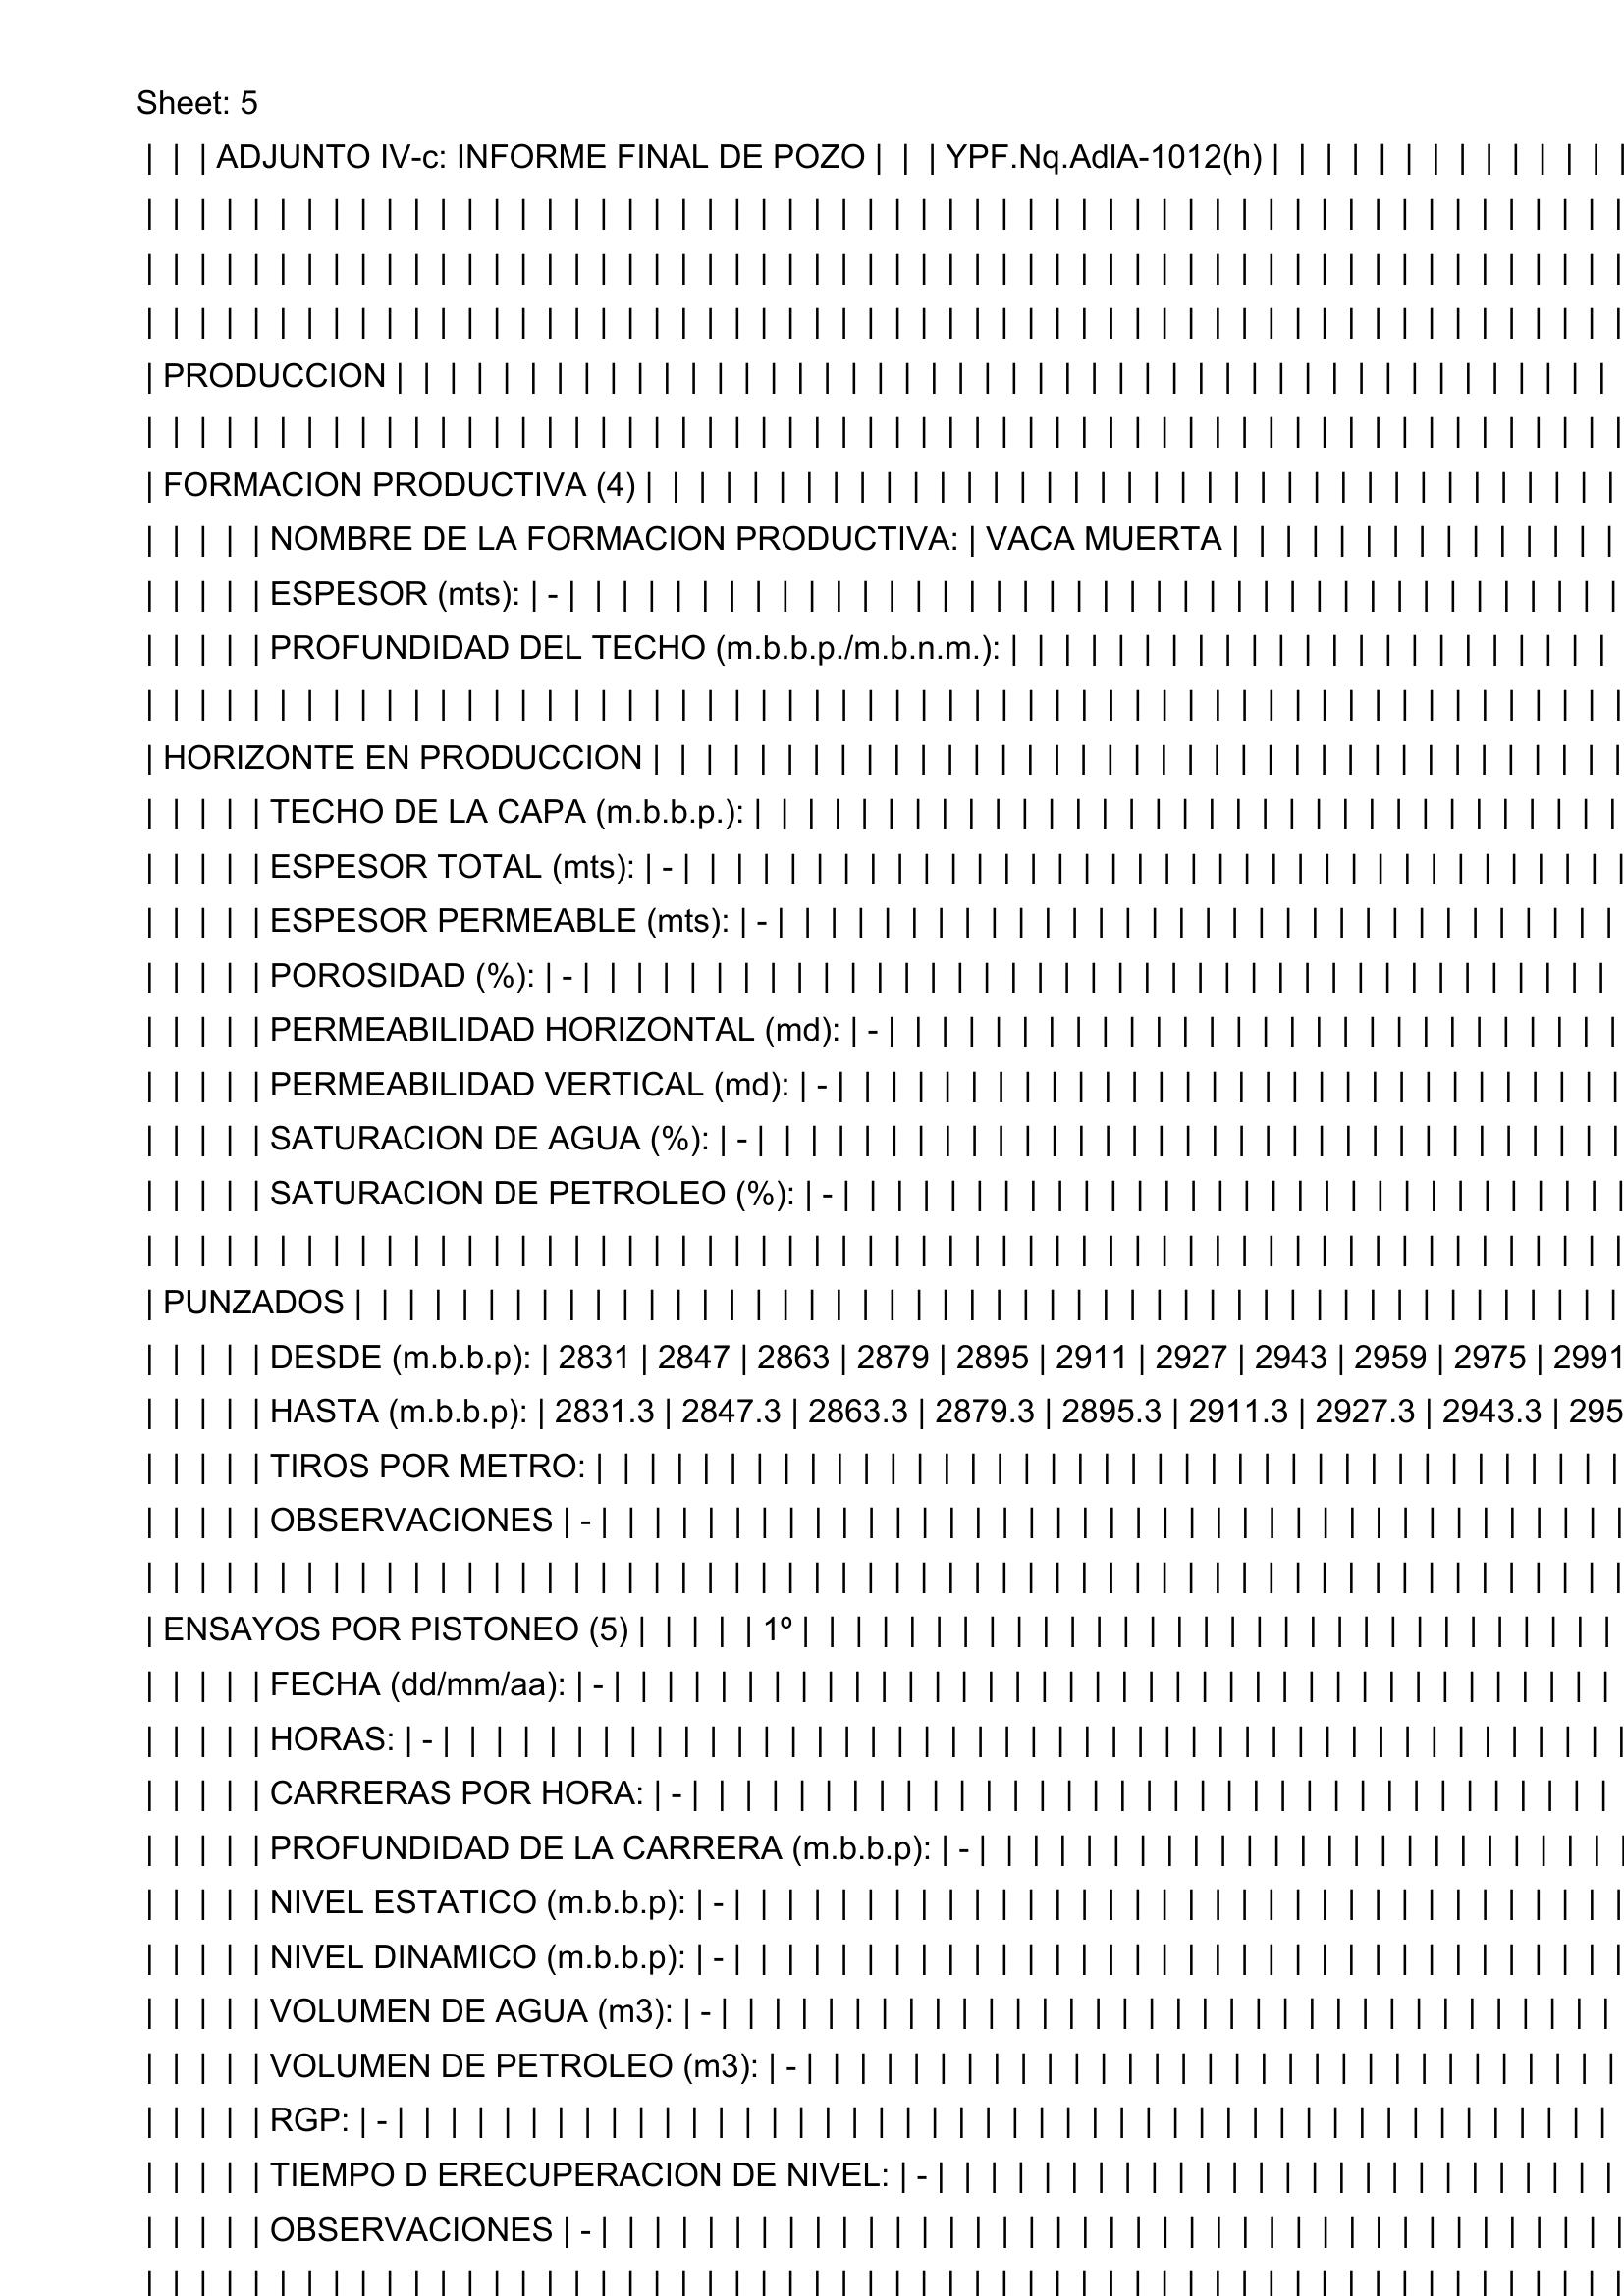 Sheet: 5
| | | ADJUNTO IV-c: INFORME FINAL DE POZO | | | YPF.Nq.AdlA-1012(h) | | | | | | | | | | | | | |
| | | | | | | | | | | | | | | | | | | | | | | | | | | | | | | | | | | | | | | | | | | | | | | | | | | | | | | |
| | | | | | | | | | | | | | | | | | | | | | | | | | | | | | | | | | | | | | | | | | | | | | | | | | | | | | | |
| | | | | | | | | | | | | | | | | | | | | | | | | | | | | | | | | | | | | | | | | | | | | | | | | | | | | | | |
| PRODUCCION | | | | | | | | | | | | | | | | | | | | | | | | | | | | | | | | | | | | | | | | | | | | | |
| | | | | | | | | | | | | | | | | | | | | | | | | | | | | | | | | | | | | | | | | | | | | | | | | | | | | | | |
| FORMACION PRODUCTIVA (4) | | | | | | | | | | | | | | | | | | | | | | | | | | | | | | | | | | | | |
| | | | | NOMBRE DE LA FORMACION PRODUCTIVA: | VACA MUERTA | | | | | | | | | | | | | | |
| | | | | ESPESOR (mts): | - | | | | | | | | | | | | | | | | | | | | | | | | | | | | | | | | | | | | | | | |
| | | | | PROFUNDIDAD DEL TECHO (m.b.b.p./m.b.n.m.): | | | | | | | | | | | | | | | | | | | | | | |
| | | | | | | | | | | | | | | | | | | | | | | | | | | | | | | | | | | | | | | | | | | | | | | | | | | | | | | |
| HORIZONTE EN PRODUCCION | | | | | | | | | | | | | | | | | | | | | | | | | | | | | | | | | | | | |
| | | | | TECHO DE LA CAPA (m.b.b.p.): | | | | | | | | | | | | | | | | | | | | | | | | | | | | | | | | |
| | | | | ESPESOR TOTAL (mts): | - | | | | | | | | | | | | | | | | | | | | | | | | | | | | | | | | | | | |
| | | | | ESPESOR PERMEABLE (mts): | - | | | | | | | | | | | | | | | | | | | | | | | | | | | | | | | |
| | | | | POROSIDAD (%): | - | | | | | | | | | | | | | | | | | | | | | | | | | | | | | | | | | | | | | | |
| | | | | PERMEABILIDAD HORIZONTAL (md): | - | | | | | | | | | | | | | | | | | | | | | | | | | | | |
| | | | | PERMEABILIDAD VERTICAL (md): | - | | | | | | | | | | | | | | | | | | | | | | | | | | | | | |
| | | | | SATURACION DE AGUA (%): | - | | | | | | | | | | | | | | | | | | | | | | | | | | | | | | | | |
| | | | | SATURACION DE PETROLEO (%): | - | | | | | | | | | | | | | | | | | | | | | | | | | | | | | |
| | | | | | | | | | | | | | | | | | | | | | | | | | | | | | | | | | | | | | | | | | | | | | | | | | | | | | | |
| PUNZADOS | | | | | | | | | | | | | | | | | | | | | | | | | | | | | | | | | | | | | | | | | | | | | | | |
| | | | | DESDE (m.b.b.p): | 2831 | 2847 | 2863 | 2879 | 2895 | 2911 | 2927 | 2943 | 2959 | 2975 | 2991
| | | | | HASTA (m.b.b.p): | 2831.3 | 2847.3 | 2863.3 | 2879.3 | 2895.3 | 2911.3 | 2927.3 | 2943.3 | 295
| | | | | TIROS POR METRO: | | | | | | | | | | | | | | | | | | | | | | | | | | | | | | | | | | | | | | |
| | | | | OBSERVACIONES | - | | | | | | | | | | | | | | | | | | | | | | | | | | | | | | | | | | | | | | |
| | | | | | | | | | | | | | | | | | | | | | | | | | | | | | | | | | | | | | | | | | | | | | | | | | | | | | | |
| ENSAYOS POR PISTONEO (5) | | | | | 1º | | | | | | | | | | | | | | | | | | | | | | | | | | | | | | |
| | | | | FECHA (dd/mm/aa): | - | | | | | | | | | | | | | | | | | | | | | | | | | | | | | | | | | | | | | |
| | | | | HORAS: | - | | | | | | | | | | | | | | | | | | | | | | | | | | | | | | | | | | | | | | | | | | | | |
| | | | | CARRERAS POR HORA: | - | | | | | | | | | | | | | | | | | | | | | | | | | | | | | | | | | | |
| | | | | PROFUNDIDAD DE LA CARRERA (m.b.b.p): | - | | | | | | | | | | | | | | | | | | | | | | | | |
| | | | | NIVEL ESTATICO (m.b.b.p): | - | | | | | | | | | | | | | | | | | | | | | | | | | | | | | | | | |
| | | | | NIVEL DINAMICO (m.b.b.p): | - | | | | | | | | | | | | | | | | | | | | | | | | | | | | | | | | |
| | | | | VOLUMEN DE AGUA (m3): | - | | | | | | | | | | | | | | | | | | | | | | | | | | | | | | | | | |
| | | | | VOLUMEN DE PETROLEO (m3): | - | | | | | | | | | | | | | | | | | | | | | | | | | | | | | | |
| | | | | RGP: | - | | | | | | | | | | | | | | | | | | | | | | | | | | | | | | | | | | | | | | | | | | | | |
| | | | | TIEMPO D ERECUPERACION DE NIVEL: | - | | | | | | | | | | | | | | | | | | | | | | | | | |
| | | | | OBSERVACIONES | - | | | | | | | | | | | | | | | | | | | | | | | | | | | | | | | | | | | | | | |
| | | | | | | | | | | | | | | | | | | | | | | | | | | | | | | | | | | | | | | | | | | | | | | | | | | | | | | |